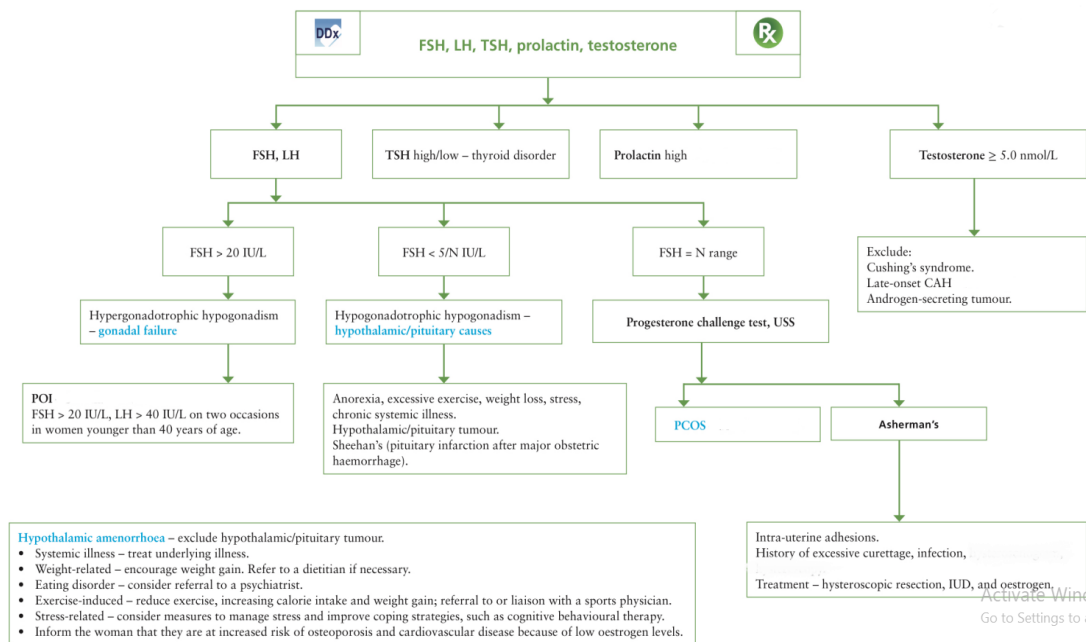 DDx
Rx
FSH, LH, TSH, prolactin, testosterone
FSH, LH
TSH high/low – thyroid disorder
Prolactin high
Testosterone ≥ 5.0 nmol/L
FSH > 20 IU/L
FSH < 5/N IU/L
FSH = N range
Exclude:
Cushing's syndrome.
Late-onset CAH
Androgen-secreting tumour.
Hypergonadotrophic hypogonadism
– gonadal failure
Hypogonadotrophic hypogonadism –
hypothalamic/pituitary causes
Progesterone challenge test, USS
POI
FSH > 20 IU/L, LH > 40 IU/L on two occasions
in women younger than 40 years of age.
Anorexia, excessive exercise, weight loss, stress,
chronic systemic illness.
Hypothalamic/pituitary tumour.
Sheehan's (pituitary infarction after major obstetric
haemorrhage).
PCOS
Asherman's
Hypothalamic amenorrhoea – exclude hypothalamic/pituitary tumour.
• Systemic illness – treat underlying illness.
• Weight-related – encourage weight gain. Refer to a dietitian if necessary.
• Eating disorder – consider referral to a psychiatrist.
• Exercise-induced – reduce exercise, increasing calorie intake and weight gain; referral to or liaison with a sports physician.
• Stress-related – consider measures to manage stress and improve coping strategies, such as cognitive behavioural therapy.
• Inform the woman that they are at increased risk of osteoporosis and cardiovascular disease because of low oestrogen levels.
Intra-uterine adhesions.
History of excessive curettage, infection,
Treatment – hysteroscopic resection, IUD, and oestrogen.
Activate Wind
Go to Settings to